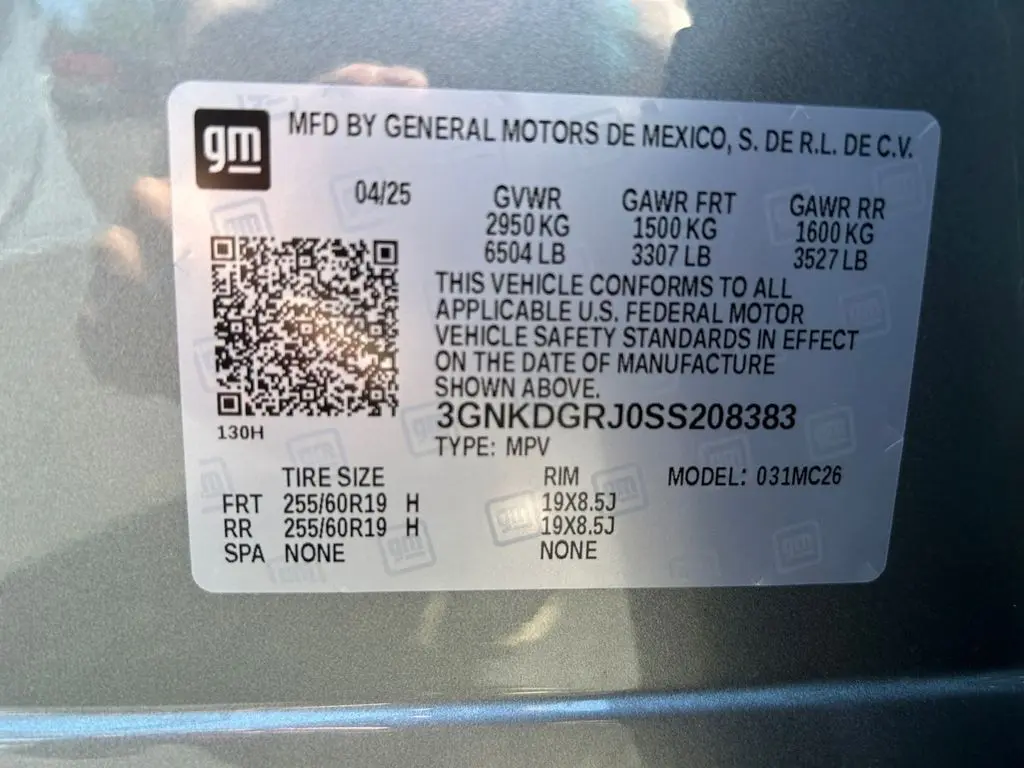 gm MFD BY GENERAL MOTORS DE MEXICO, S. DE R.L. DE C.V.
04/25 GVWR GAWR FRT GAWR RR
2950 KG 1500 KG 1600 KG
6504 LB 3307 LB 3527 LB
THIS VEHICLE CONFORMS TO ALL
APPLICABLE U.S. FEDERAL MOTOR
VEHICLE SAFETY STANDARDS IN EFFECT
ON THE DATE OF MANUFACTURE
SHOWN ABOVE.
3GNKDGRJ0SS208383
130H
TYPE: MPV
TIRE SIZE RIM MODEL: 031MC26
FRT 255/60R19 H 19X8.5J
RR 255/60R19 H 19X8.5J
SPA NONE NONE